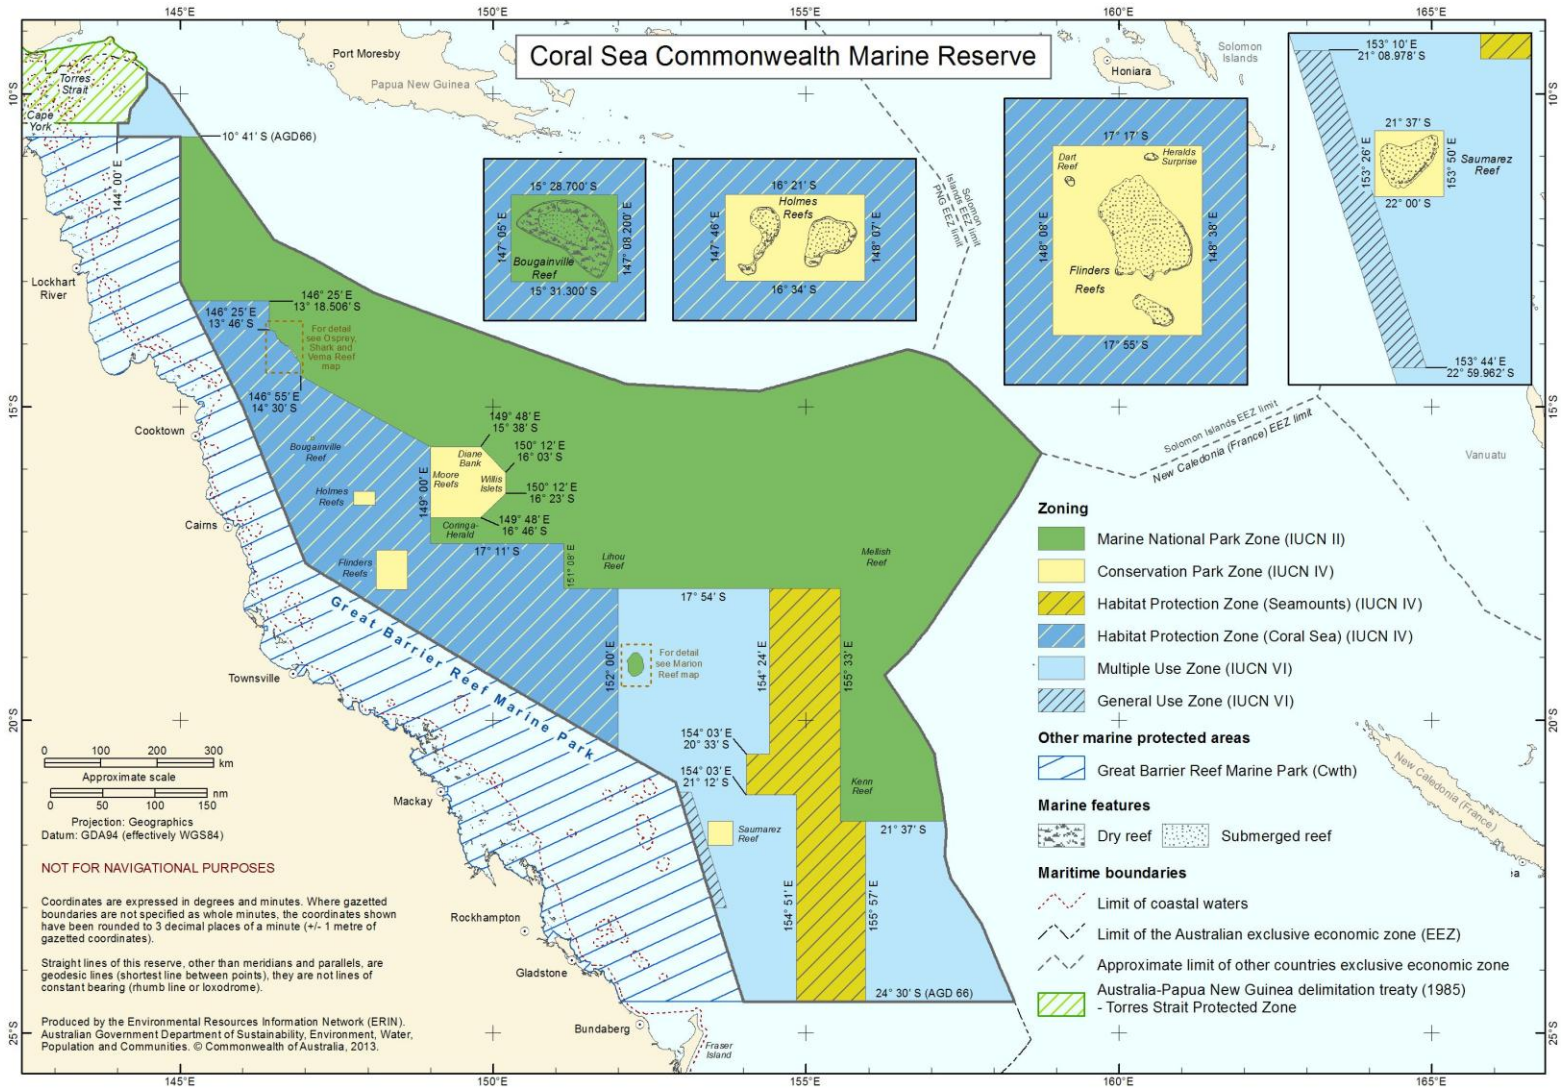 Coral Sea Commonwealth Marine Reserve
145°E
150°E
155°E
160°E
165°E
10°S
15°S
20°S
25°S
10°S
15°S
20°S
25°S
145°E
150°E
155°E
160°E
165°E
Torres
Strait
Cape
York
Port Moresby
Papua New Guinea
Honiara
Solomon
Islands
10° 41' S (AGD66)
144° 00' E
Lockhart
River
Cooktown
Cairns
Townsville
Mackay
Rockhampton
Gladstone
Bundaberg
Fraser
Island
Great Barrier Reef Marine Park
146° 25' E
13° 18.506' S
146° 25' E
13° 46' S
For detail
see Osprey,
Shark and
Vema Reef
map
146° 55' E
14° 30' S
Bougainville
Reef
Holmes
Reefs
Flinders
Reefs
149° 00' E
Diane
Bank
Moore
Reefs
Willis
Islets
Coringa-
Herald
149° 48' E
15° 38' S
150° 12' E
16° 03' S
150° 12' E
16° 23' S
149° 48' E
16° 46' S
17° 11' S
151° 08' E
Lihou
Reef
Mellish
Reef
17° 54' S
152° 00' E
For detail
see Marion
Reef map
154° 24' E
155° 33' E
154° 03' E
20° 33' S
154° 03' E
21° 12' S
Kenn
Reef
Saumarez
Reef
21° 37' S
154° 51' E
155° 57' E
24° 30' S (AGD 66)
15° 28.700' S
147° 05' E
147° 08.200' E
Bougainville
Reef
15° 31.300' S
16° 21' S
Holmes
Reefs
147° 46' E
148° 07' E
16° 34' S
Solomon
Islands EEZ limit
PNG EEZ limit
17° 17' S
Dart
Reef
Heralds
Surprise
148° 08' E
148° 38' E
Flinders
Reefs
17° 55' S
153° 10' E
21° 08.978' S
21° 37' S
153° 26' E
153° 50' E
Saumarez
Reef
22° 00' S
153° 44' E
22° 59.962' S
Solomon Islands EEZ limit
New Caledonia (France) EEZ limit
Vanuatu
New Caledonia (France)
Zoning
Marine National Park Zone (IUCN II)
Conservation Park Zone (IUCN IV)
Habitat Protection Zone (Seamounts) (IUCN IV)
Habitat Protection Zone (Coral Sea) (IUCN IV)
Multiple Use Zone (IUCN VI)
General Use Zone (IUCN VI)
Other marine protected areas
Great Barrier Reef Marine Park (Cwth)
Marine features
Dry reef
Submerged reef
Maritime boundaries
Limit of coastal waters
Limit of the Australian exclusive economic zone (EEZ)
Approximate limit of other countries exclusive economic zone
Australia-Papua New Guinea delimitation treaty (1985)
- Torres Strait Protected Zone
0 100 200 300
km
Approximate scale
nm
0 50 100 150
Projection: Geographics
Datum: GDA94 (effectively WGS84)
NOT FOR NAVIGATIONAL PURPOSES
Coordinates are expressed in degrees and minutes. Where gazetted
boundaries are not specified as whole minutes, the coordinates shown
have been rounded to 3 decimal places of a minute (+/- 1 metre of
gazetted coordinates).
Straight lines of this reserve, other than meridians and parallels, are
geodesic lines (shortest line between points), they are not lines of
constant bearing (rhumb line or loxodrome).
Produced by the Environmental Resources Information Network (ERIN).
Australian Government Department of Sustainability, Environment, Water,
Population and Communities. © Commonwealth of Australia, 2013.